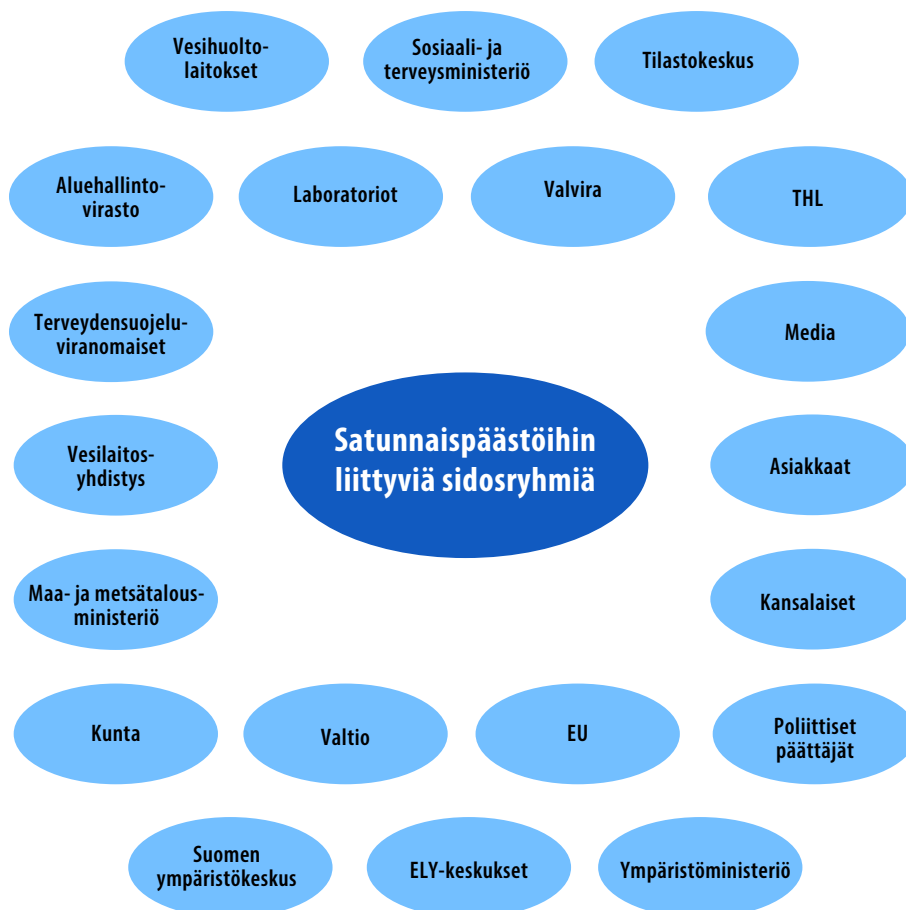 Vesihuolto-
laitokset
Sosiaali- ja
terveysministeriö
Tilastokeskus
Aluehallinto-
virasto
Laboratoriot
Valvira
THL
Terveydensuojelu-
viranomaiset
Media
Satunnaispäästöihin
liittyviä sidosryhmiä
Vesilaitos-
yhdistys
Asiakkaat
Maa- ja metsätalous-
ministeriö
Kansalaiset
Kunta
Valtio
EU
Poliittiset
päättäjät
Suomen
ympäristökeskus
ELY-keskukset
Ympäristöministeriö